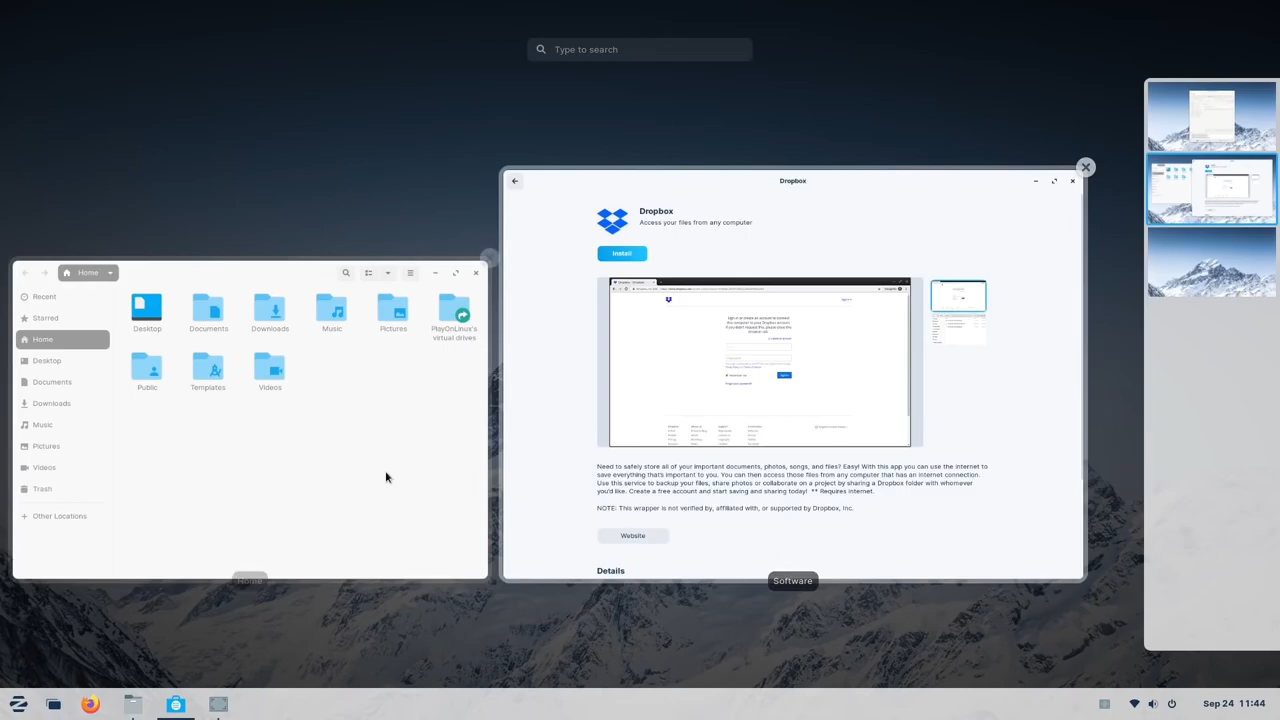 Type to search
Home
Recent
Starred
Home
Desktop
Documents
Downloads
Music
Pictures
Videos
Trash
Other Locations
Desktop
Documents
Downloads
Music
Pictures
PlayOnLinux's
virtual drives
Public
Templates
Videos
Home
Dropbox
Dropbox
Access your files from any computer
Install
Need to safely store all of your important documents, photos, songs, and files? Easy! With this app you can use the internet to
save everything that's important to you. You can then access those files from any computer that has an internet connection.
Use this service to backup your files, share photos or collaborate on a project by sharing a Dropbox folder with whomever
you'd like. Create a free account and start saving and sharing today! ** Requires internet.
NOTE: This wrapper is not verified by, affiliated with, or supported by Dropbox, Inc.
Website
Details
Software
Sep 24 11:44